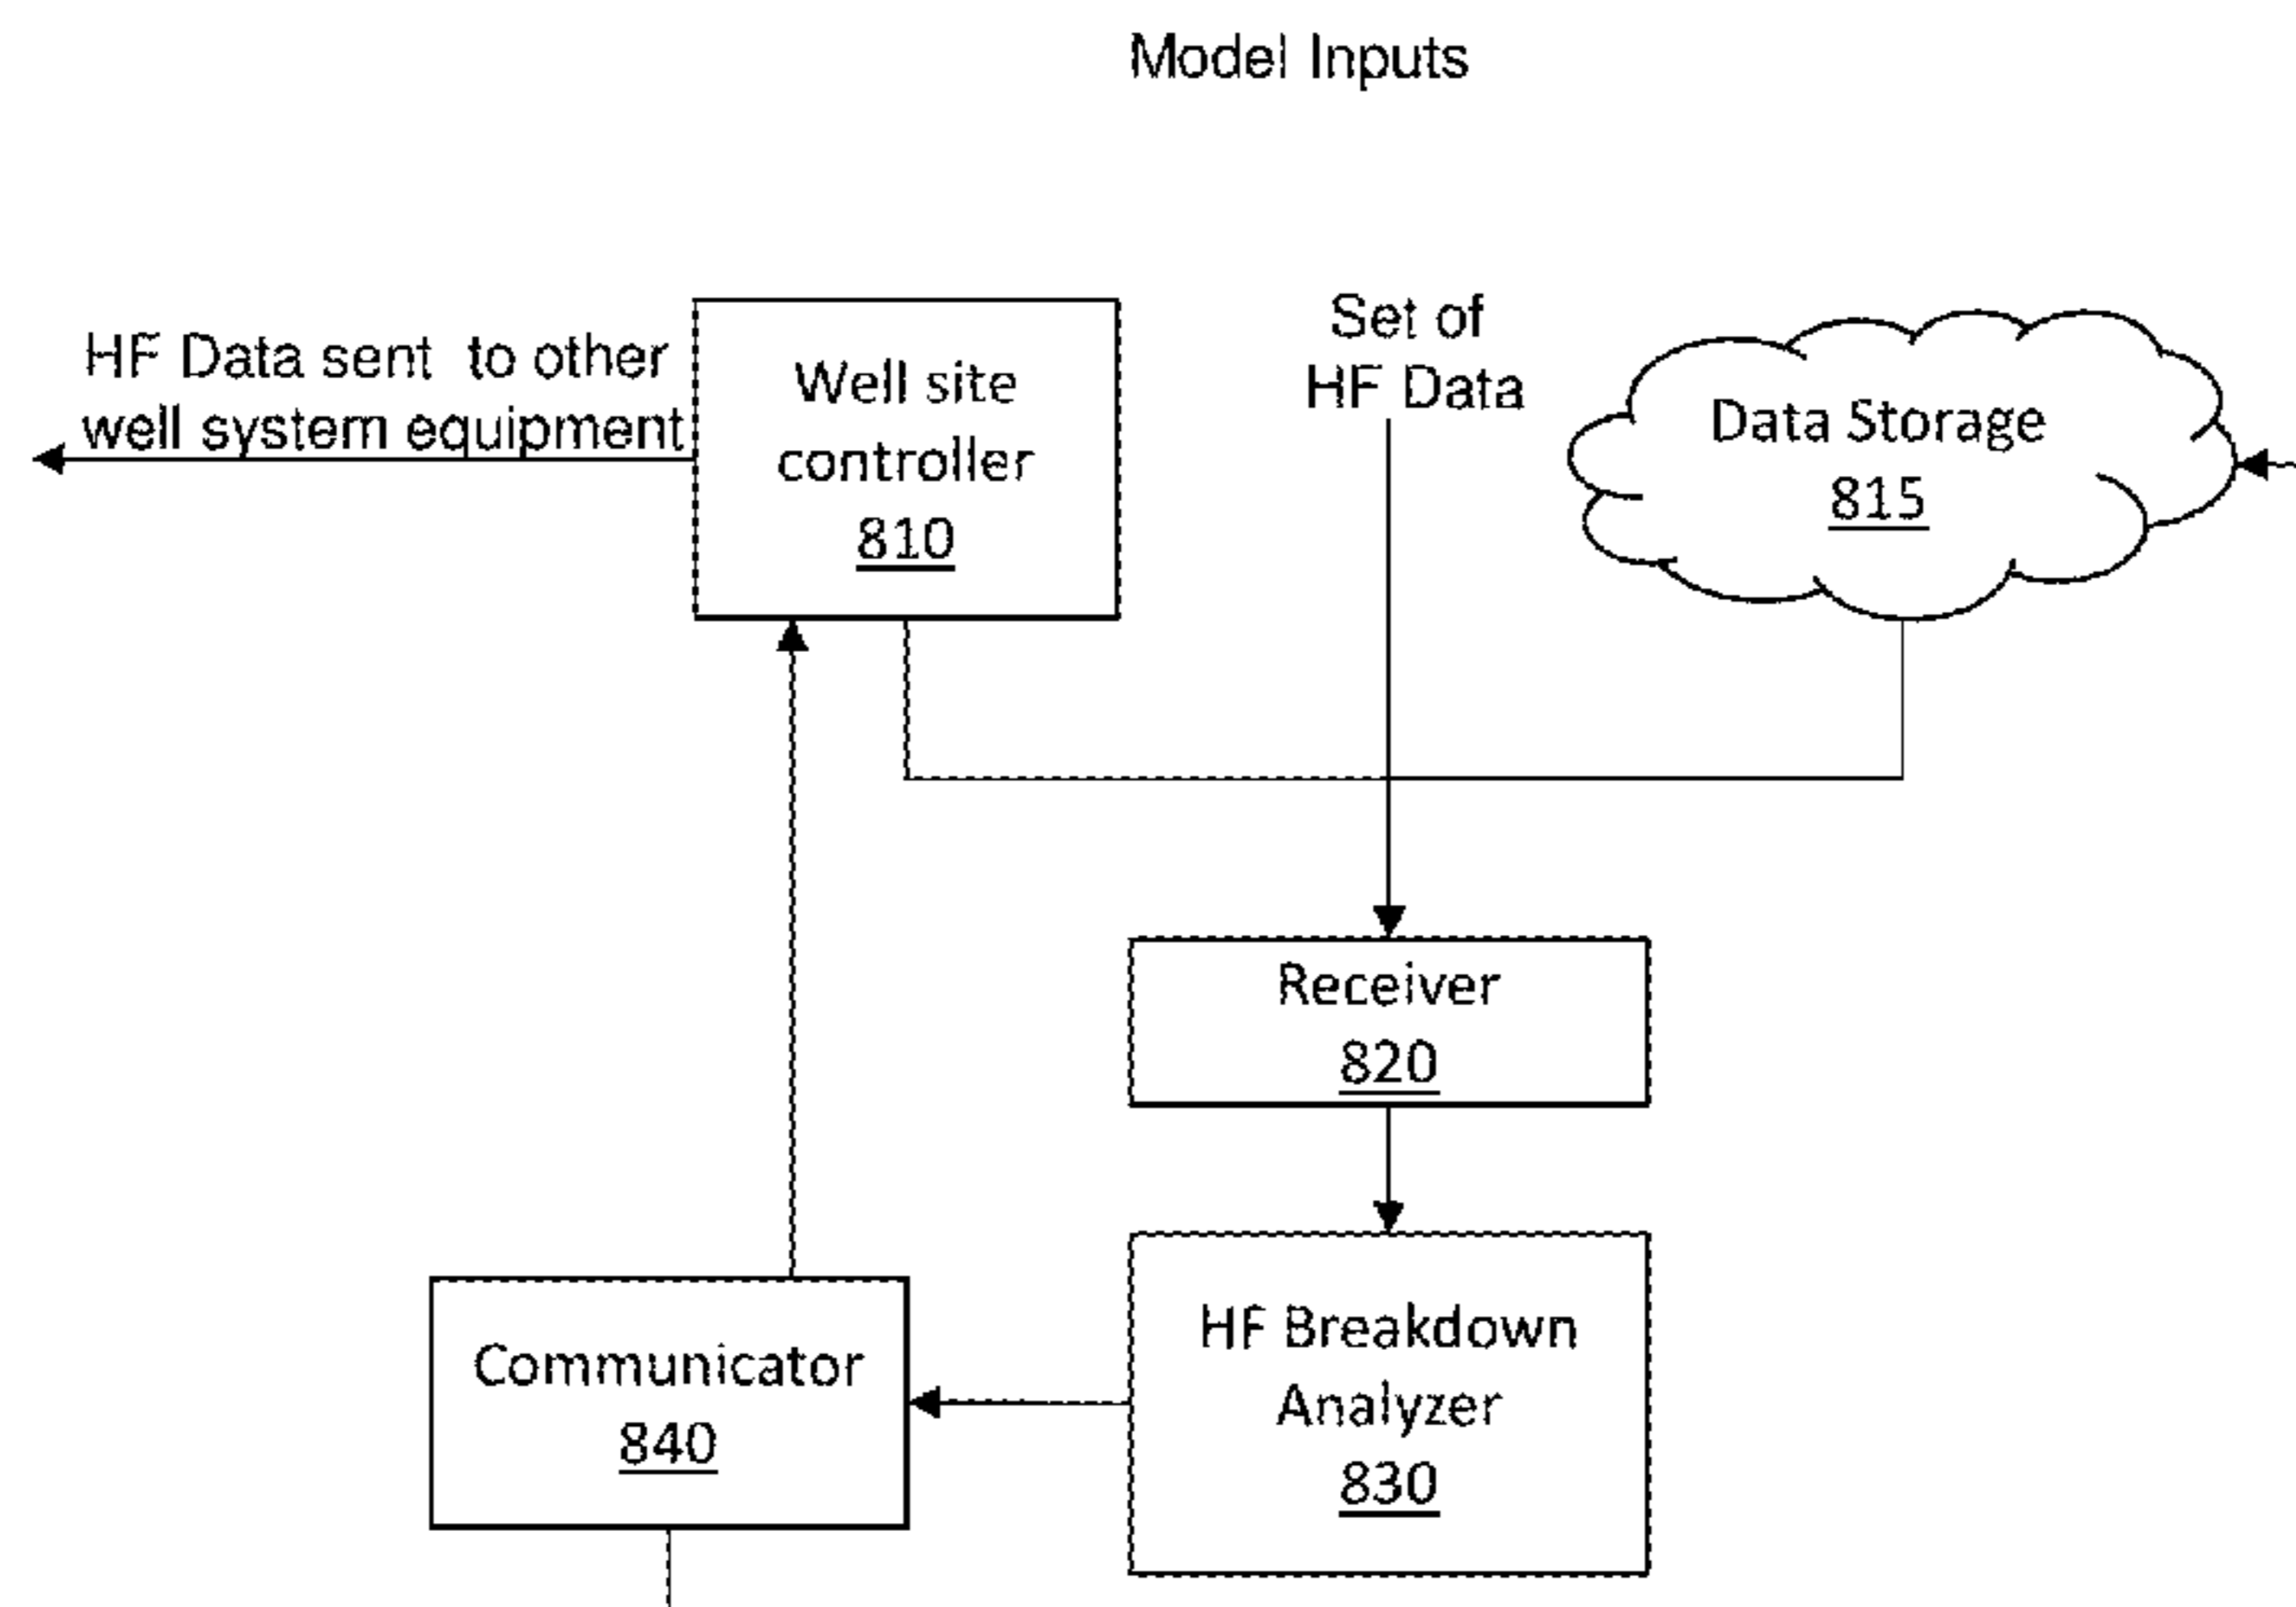 Model Inputs
HF Data sent to other
well system equipment
Well site
controller
810
Set of
HF Data
Data Storage
815
Receiver
820
HF Breakdown
Analyzer
830
Communicator
840